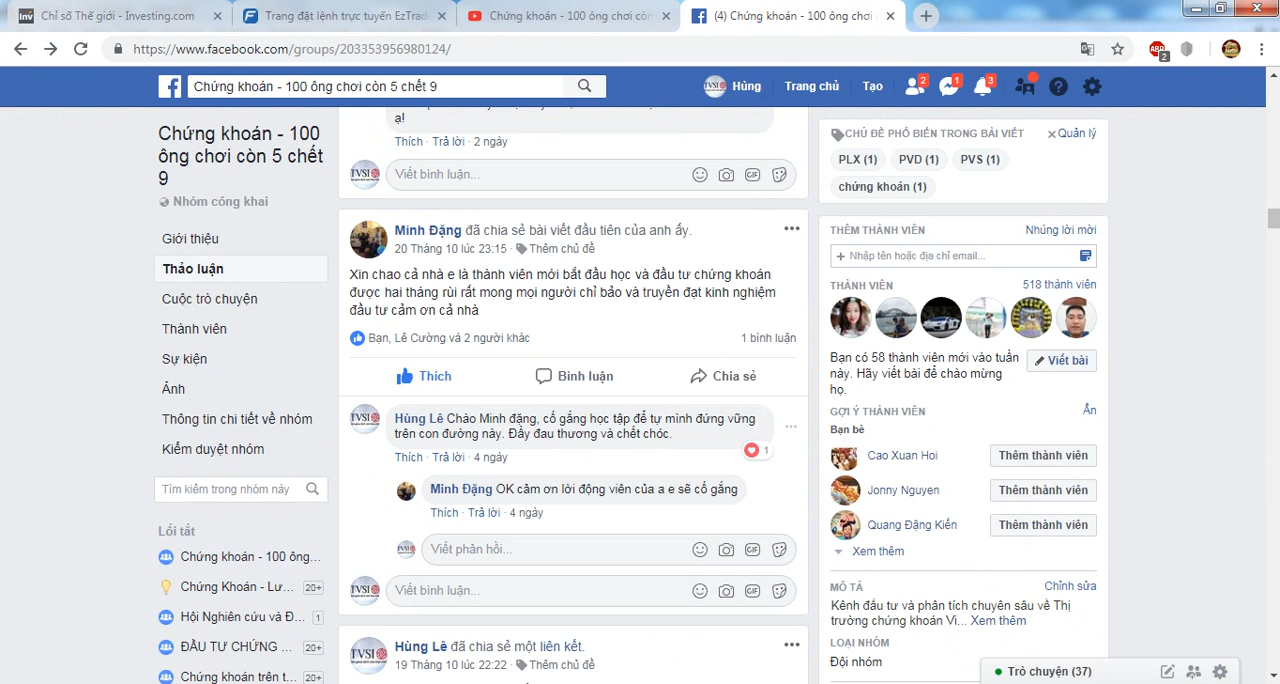 Chỉ số Thế giới - Investing.com
Trang đặt lệnh trực tuyến EzTrad
Chứng khoán - 100 ông chơi còn
(4) Chứng khoán - 100 ông chơi
https://www.facebook.com/groups/203353956980124/
ABP
2
Chứng khoán - 100 ông chơi còn 5 chết 9
TVSI
Hùng
Trang chủ
Tạo
2
1
3
Chứng khoán - 100
ông chơi còn 5 chết
9
Nhóm công khai
Giới thiệu
Thảo luận
Cuộc trò chuyện
Thành viên
Sự kiện
Ảnh
Thông tin chi tiết về nhóm
Kiểm duyệt nhóm
Tìm kiếm trong nhóm này
Lối tắt
Chứng khoán - 100 ông...
Chứng Khoán - Lư... 20+
Hội Nghiên cứu và Đ... 1
ĐẦU TƯ CHỨNG ... 20+
Chứng khoán trên t... 20+
ạ!
Thích · Trả lời · 2 ngày
TVSI
Viết bình luận...
GIF
Minh Đặng đã chia sẻ bài viết đầu tiên của anh ấy.
20 Tháng 10 lúc 23:15 · Thêm chủ đề
Xin chao cả nhà e là thành viên mới bắt đầu học và đầu tư chứng khoán
được hai tháng rùi rất mong mọi người chỉ bảo và truyền đạt kinh nghiệm
đầu tư cảm ơn cả nhà
Bạn, Lê Cường và 2 người khác
1 bình luận
Thích
Bình luận
Chia sẻ
TVSI
Hùng Lê Chào Minh đặng, cố gắng học tập để tự mình đứng vững
trên con đường này. Đầy đau thương và chết chóc.
1
Thích · Trả lời · 4 ngày
Minh Đặng OK cảm ơn lời động viên của a e sẽ cố gắng
Thích · Trả lời · 4 ngày
TVSI
Viết phản hồi...
GIF
TVSI
Viết bình luận...
GIF
TVSI
Hùng Lê đã chia sẻ một liên kết.
19 Tháng 10 lúc 22:22 · Thêm chủ đề
CHỦ ĐỀ PHỔ BIẾN TRONG BÀI VIẾT
Quản lý
PLX (1)
PVD (1)
PVS (1)
chứng khoán (1)
THÊM THÀNH VIÊN
Nhúng lời mời
+ Nhập tên hoặc địa chỉ email...
THÀNH VIÊN
518 thành viên
Bạn có 58 thành viên mới vào tuần
này. Hãy viết bài để chào mừng
họ.
Viết bài
GỢI Ý THÀNH VIÊN
Ẩn
Bạn bè
Cao Xuan Hoi
Thêm thành viên
Jonny Nguyen
Thêm thành viên
Quang Đặng Kiến
Thêm thành viên
Xem thêm
MÔ TẢ
Chỉnh sửa
Kênh đầu tư và phân tích chuyên sâu về Thị
trường chứng khoán Vi... Xem thêm
LOẠI NHÓM
Đội nhóm
Trò chuyện (37)